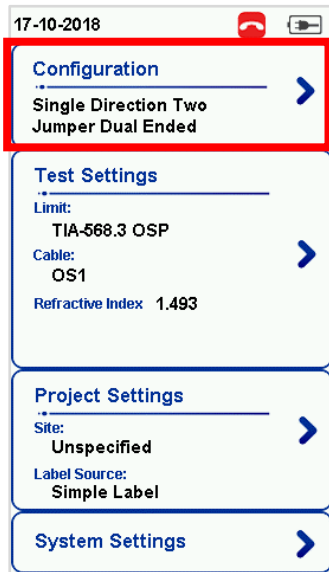 17-10-2018
Configuration
Single Direction Two
Jumper Dual Ended
Test Settings
Limit:
TIA-568.3 OSP
Cable:
OS1
Refractive Index 1.493
Project Settings
Site:
Unspecified
Label Source:
Simple Label
System Settings